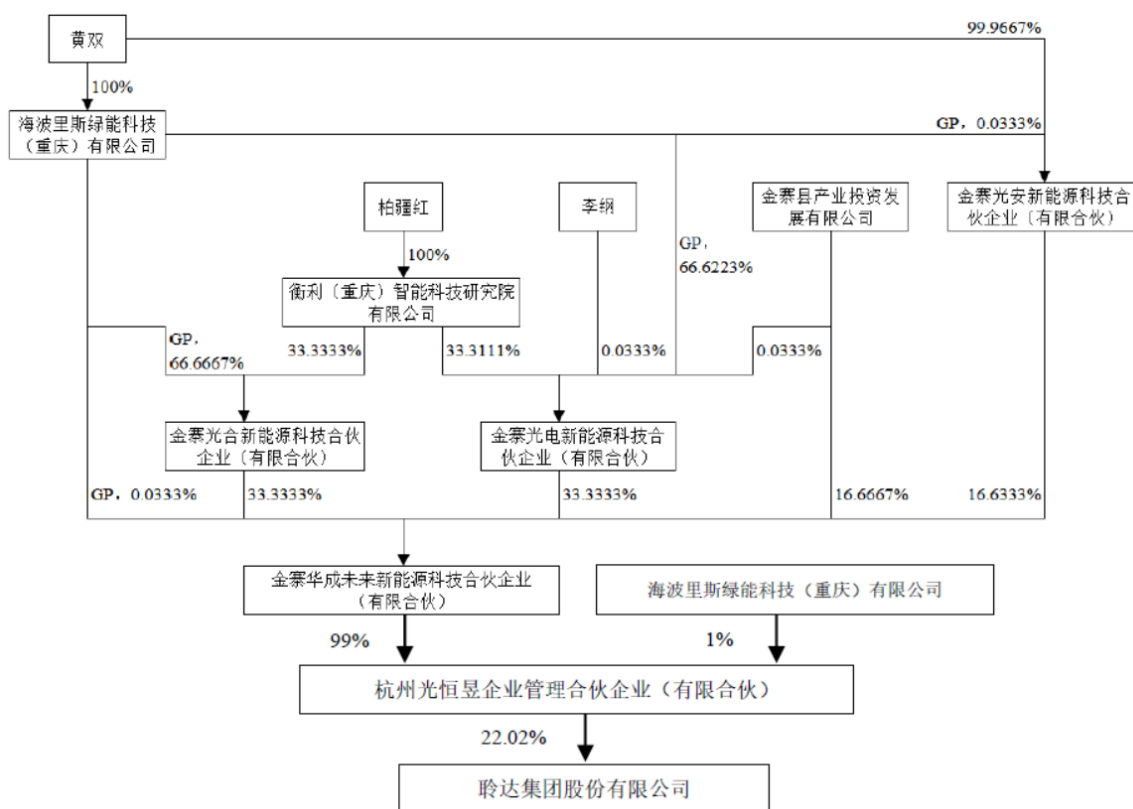 黄双
99.9667%
100%
海波里斯绿能科技
（重庆）有限公司
GP，0.0333%
柏疆红
李纲
金寨县产业投资发
展有限公司
金寨光安新能源科技合
伙企业（有限合伙）
100%
GP，
66.6223%
衡利（重庆）智能科技研究院
有限公司
GP，
66.6667%
33.3333%
33.3111%
0.0333%
0.0333%
金寨光合新能源科技合伙
企业（有限合伙）
金寨光电新能源科技合
伙企业（有限合伙）
GP，0.0333%
33.3333%
33.3333%
16.6667%
16.6333%
金寨华成未来新能源科技合伙企业
（有限合伙）
海波里斯绿能科技（重庆）有限公司
99%
1%
杭州光恒昱企业管理合伙企业（有限合伙）
22.02%
聆达集团股份有限公司